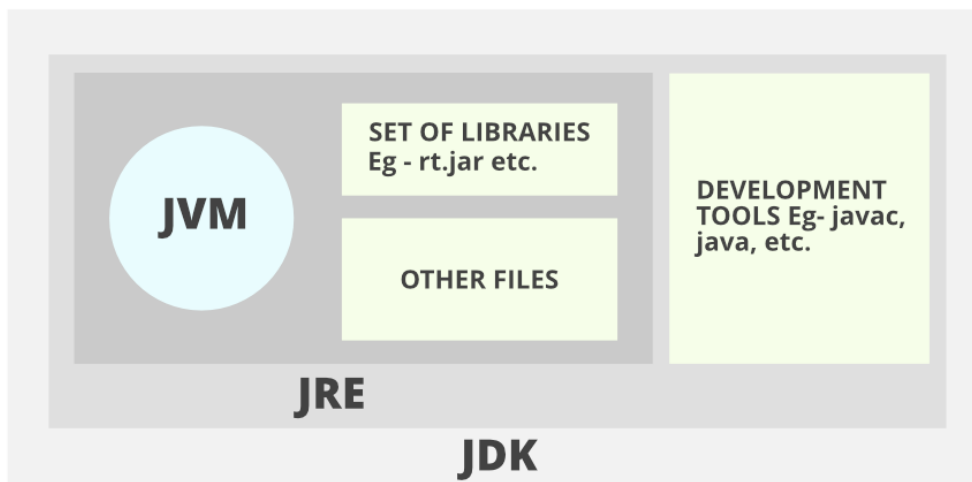 JVM
SET OF LIBRARIES
Eg - rt.jar etc.
OTHER FILES
DEVELOPMENT
TOOLS Eg- javac,
java, etc.
JRE
JDK